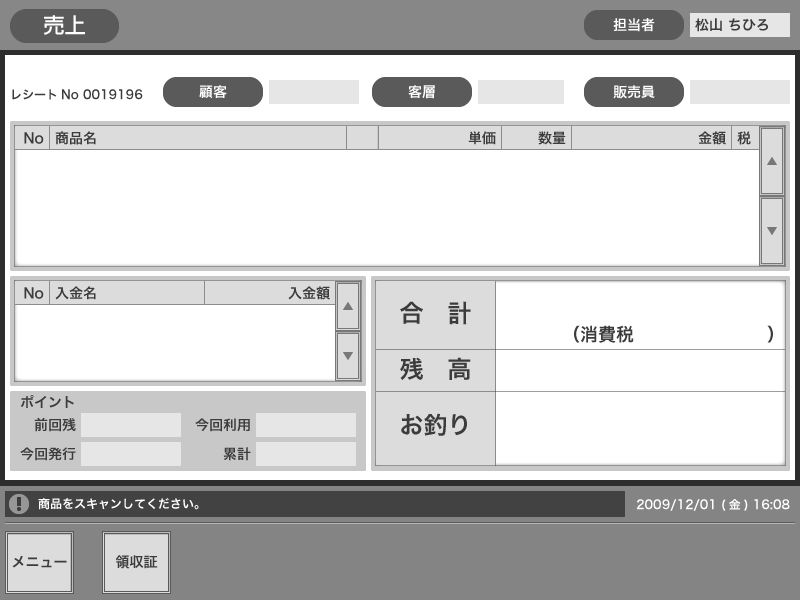 売上 担当者 松山 ちひろ
レシート No 0019196 顧客 客層 販売員
No 商品名 単価 数量 金額 税
No 入金名 入金額
合 計
(消費税 )
残 高
お釣り
ポイント
前回残 今回利用
今回発行 累計
商品をスキャンしてください。 2009/12/01 (金) 16:08
メニュー 領収証